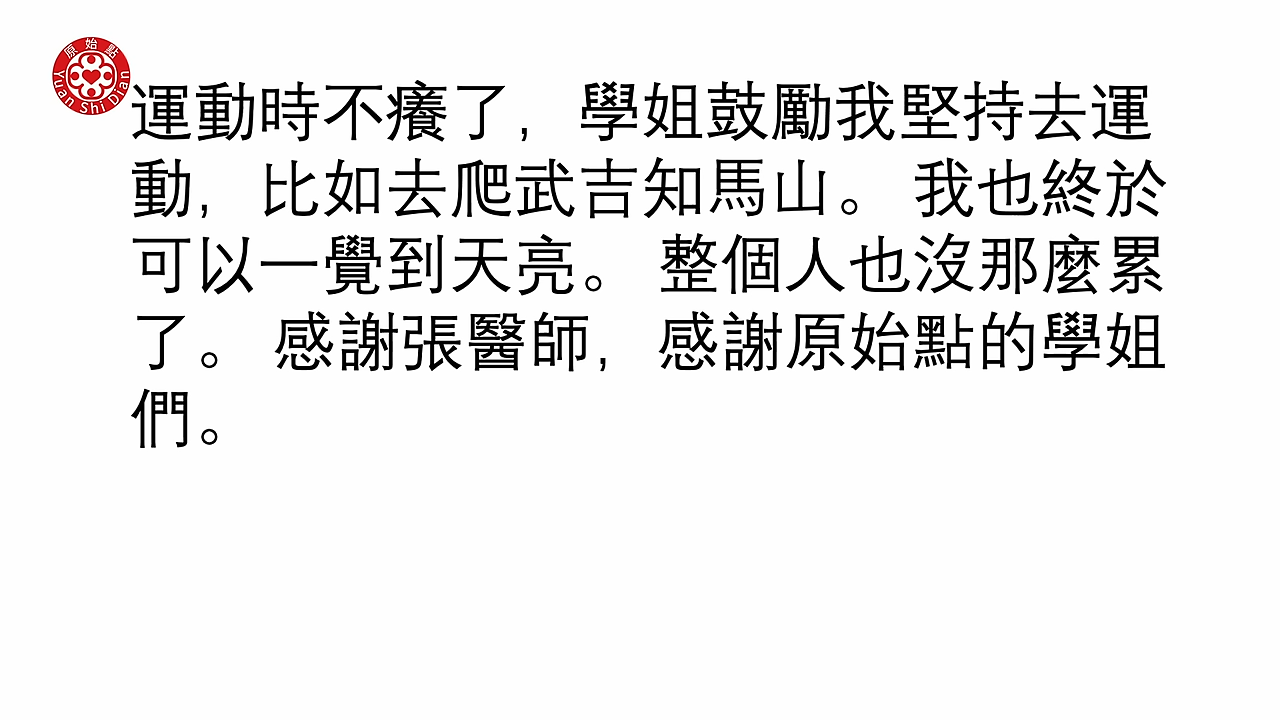 原始點
Yuan Shi Dian
運動時不癢了，學姐鼓勵我堅持去運
動，比如去爬武吉知馬山。 我也終於
可以一覺到天亮。 整個人也沒那麼累
了。 感謝張醫師，感謝原始點的學姐
們。